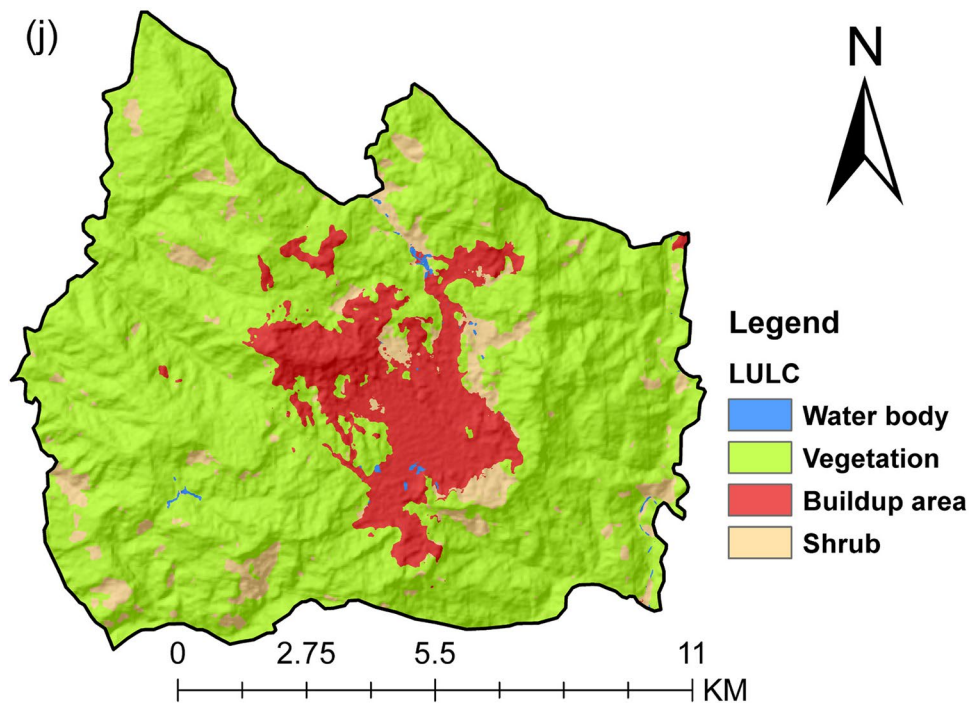 (j)
N
Legend
LULC
Water body
Vegetation
Buildup area
Shrub
0 2.75 5.5 11
KM